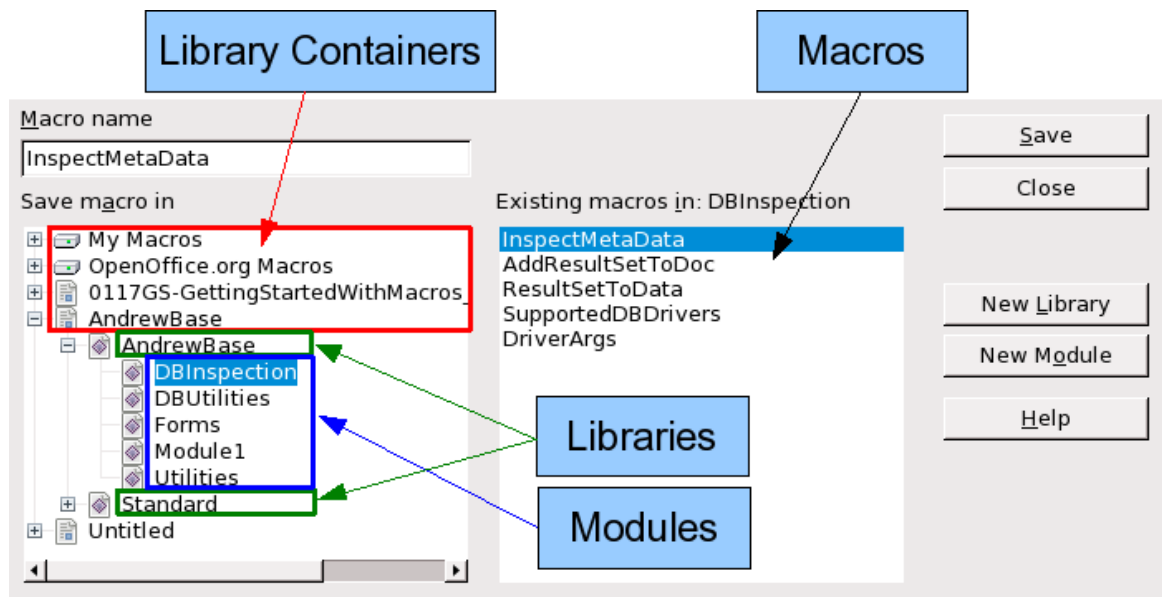 Library Containers
Macros
Macro name
InspectMetaData
Save macro in
My Macros
OpenOffice.org Macros
0117GS-GettingStartedWithMacros_
AndrewBase
AndrewBase
DBInspection
DBUtilities
Forms
Module1
Utilities
Standard
Untitled
Existing macros in: DBInspection
InspectMetaData
AddResultSetToDoc
ResultSetToData
SupportedDBDrivers
DriverArgs
Libraries
Modules
Save
Close
New Library
New Module
Help